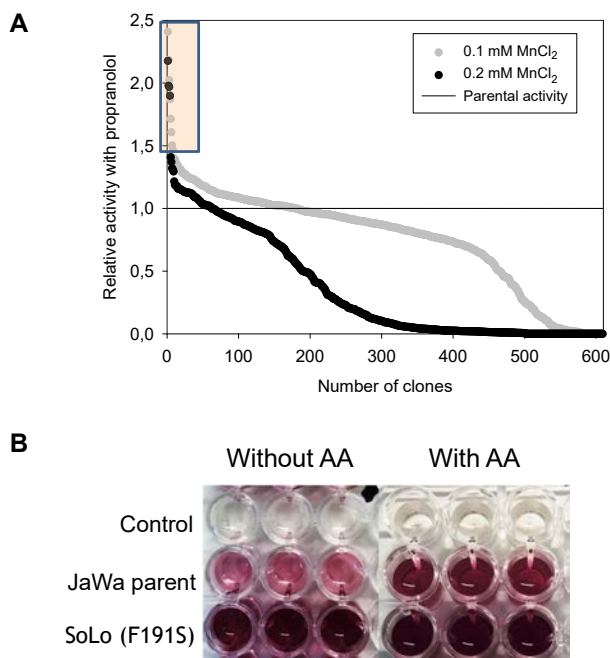 A
2,5
2,0
1,5
1,0
0,5
0,0
Relative activity with propranolol
0.1 mM MnCl2
0.2 mM MnCl2
Parental activity
0 100 200 300 400 500 600
Number of clones
B
Without AA With AA
Control
JaWa parent
SoLo (F191S)